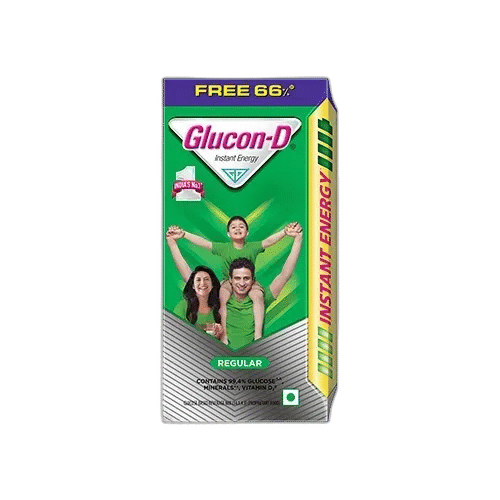 FREE 66%*
Glucon-D®
Instant Energy
INDIA'S No.1*
REGULAR
CONTAINS 99.4% GLUCOSE^^,
MINERALS**, VITAMIN D,#
INSTANT ENERGY